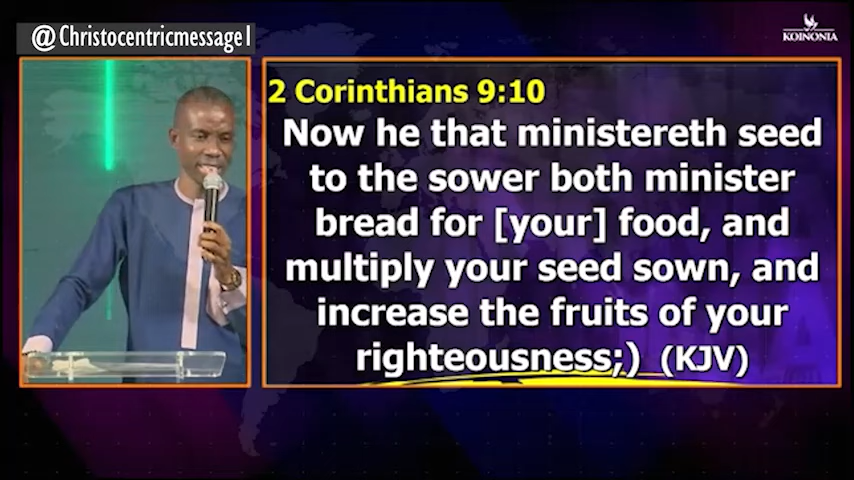 @Christocentricmessage1
KOINONIA
2 Corinthians 9:10
Now he that ministereth seed
to the sower both minister
bread for [your] food, and
multiply your seed sown, and
increase the fruits of your
righteousness;) (KJV)